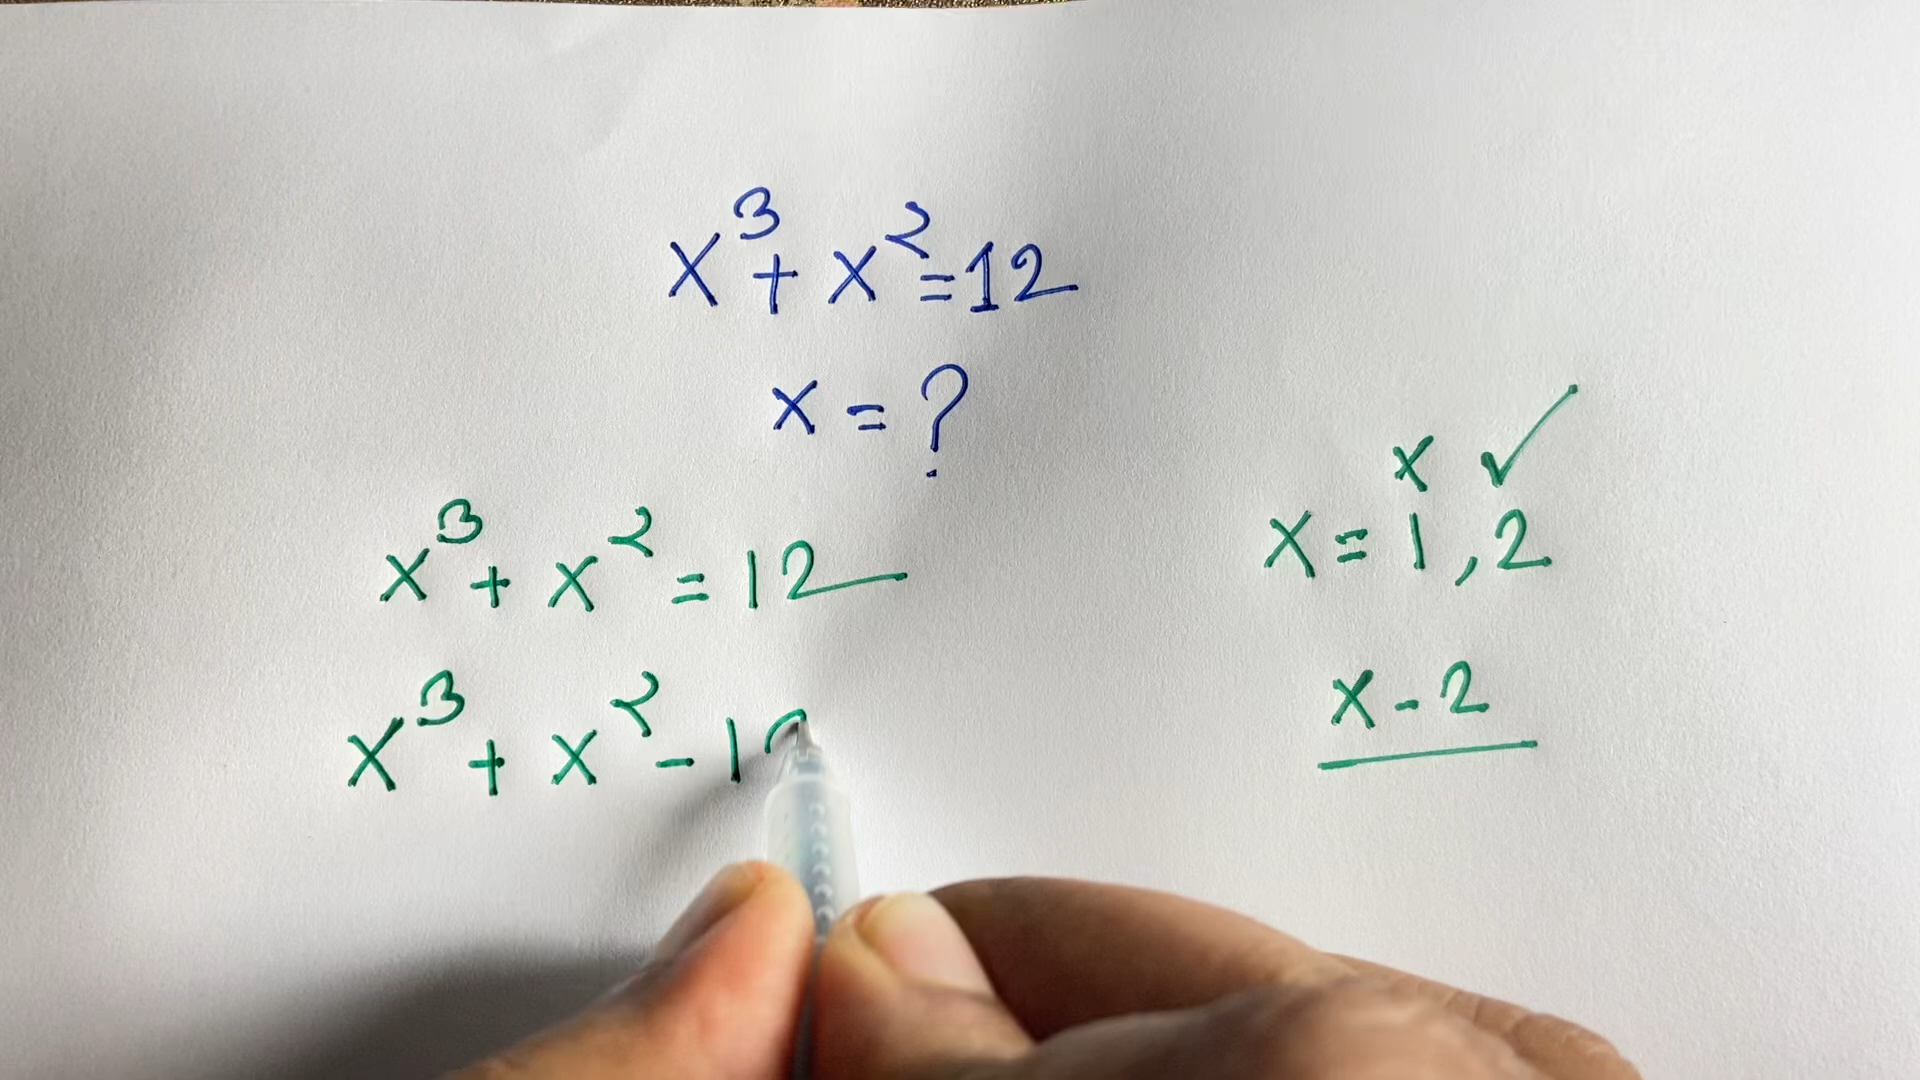 x³ + x² = 12
x = ?
x³ + x² = 12
x ✓
x = 1, 2
x³ + x² - 1
x - 2